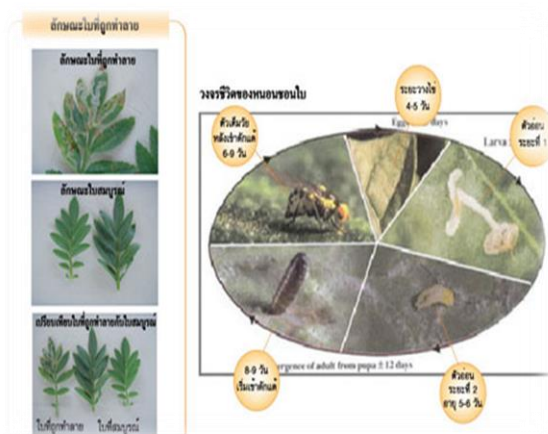 ลักษณะใบที่ถูกทำลาย
ลักษณะใบที่ถูกทำลาย
ลักษณะใบสมบูรณ์
เปรียบเทียบใบที่ถูกทำลายกับใบสมบูรณ์
ใบที่ถูกทำลาย
ใบที่สมบูรณ์
วงจรชีวิตของหนอนชอนใบ
ระยะวางไข่
4-5 วัน
days
ตัวเต็มวัย
หลังเข้าดักแด้
6-9 วัน
ตัวอ่อน
ระยะที่ 1
Larva
8-9 วัน
เริ่มเข้าดักแด้
ergence of adult from pupa ± 12 days
ตัวอ่อน
ระยะที่ 2
อายุ 5-6 วัน